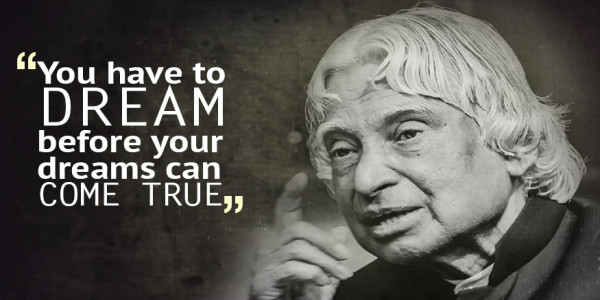 “You have to
DREAM
before your
dreams can
COME TRUE„